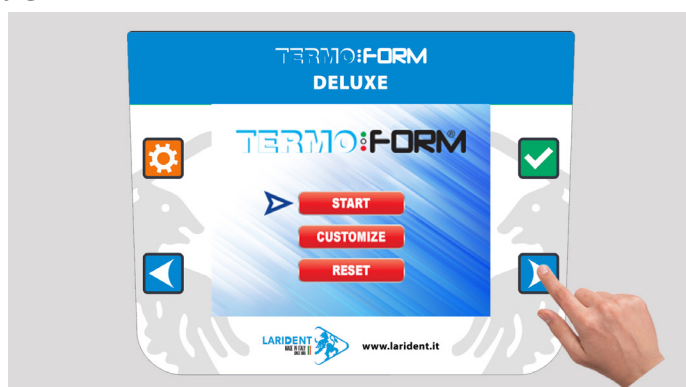 TERMO:FORM
DELUXE
TERMO:FORM®
START
CUSTOMIZE
RESET
LARIDENT
MADE IN ITALY
www.larident.it